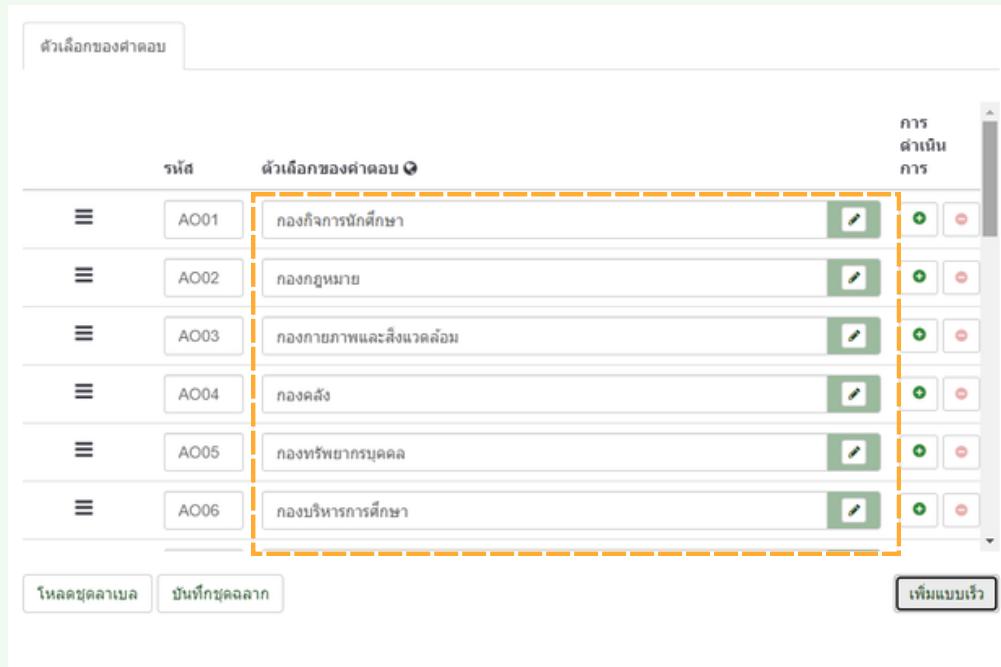 ตัวเลือกของคำตอบ
การ
ดำเนิน
การ
รหัส ตัวเลือกของคำตอบ
AO01 กองกิจการนักศึกษา
AO02 กองกฎหมาย
AO03 กองกายภาพและสิ่งแวดล้อม
AO04 กองคลัง
AO05 กองทรัพยากรบุคคล
AO06 กองบริหารการศึกษา
โหลดชุดลาเบล บันทึกชุดฉลาก เพิ่มแบบเร็ว